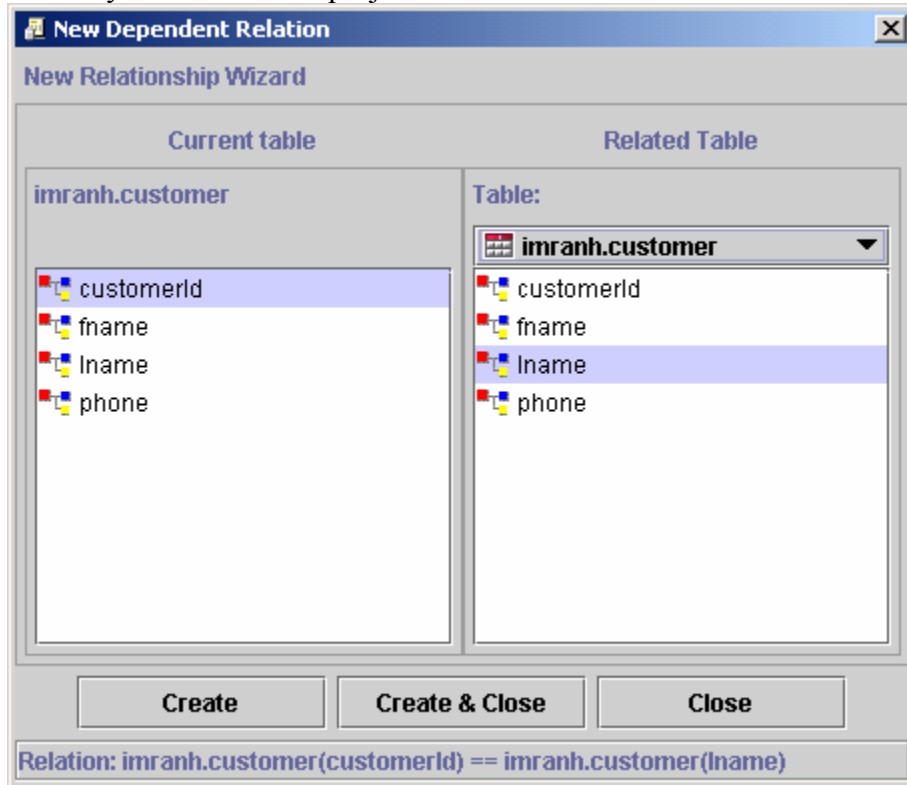 New Dependent Relation
New Relationship Wizard
Current table
imranh.customer
customerId
fname
lname
phone
Related Table
Table:
imranh.customer
customerId
fname
lname
phone
Create
Create & Close
Close
Relation: imranh.customer(customerId) == imranh.customer(lname)